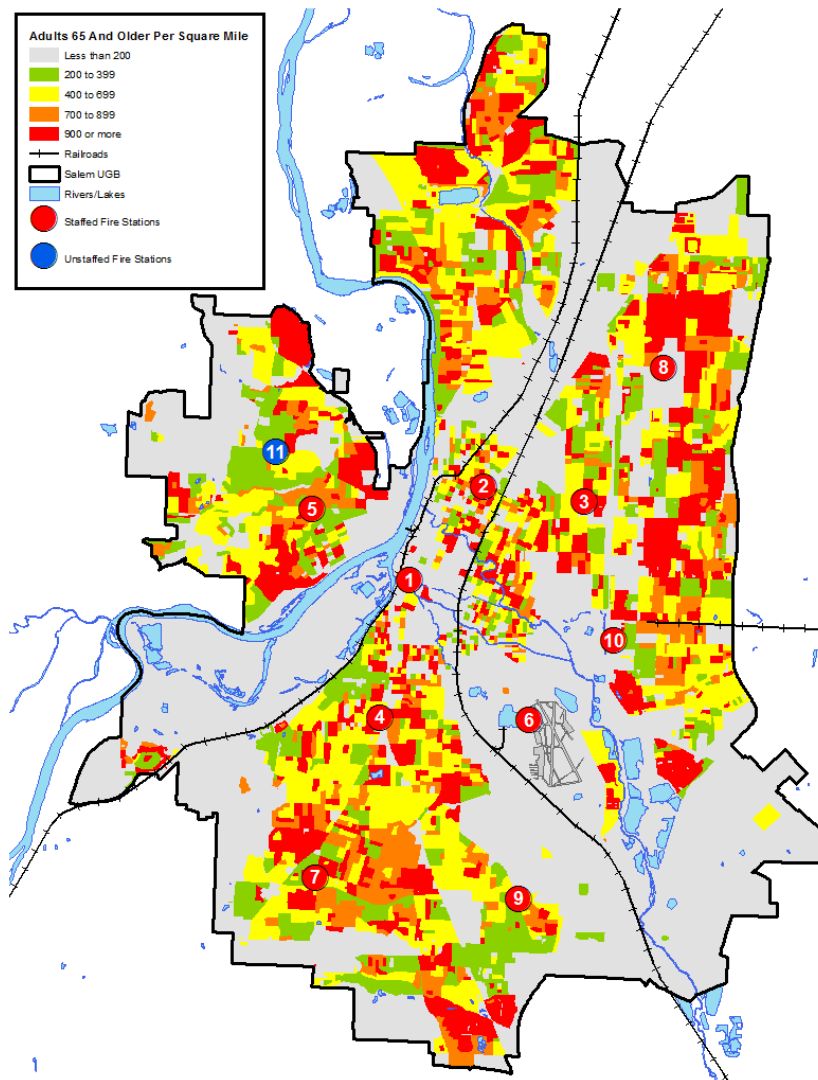 Adults 65 And Older Per Square Mile
Less than 200
200 to 399
400 to 699
700 to 899
900 or more
Railroads
Salem UGB
Rivers/Lakes
Staffed Fire Stations
Unstaffed Fire Stations
8
11
2
3
5
1
10
4
6
7
9